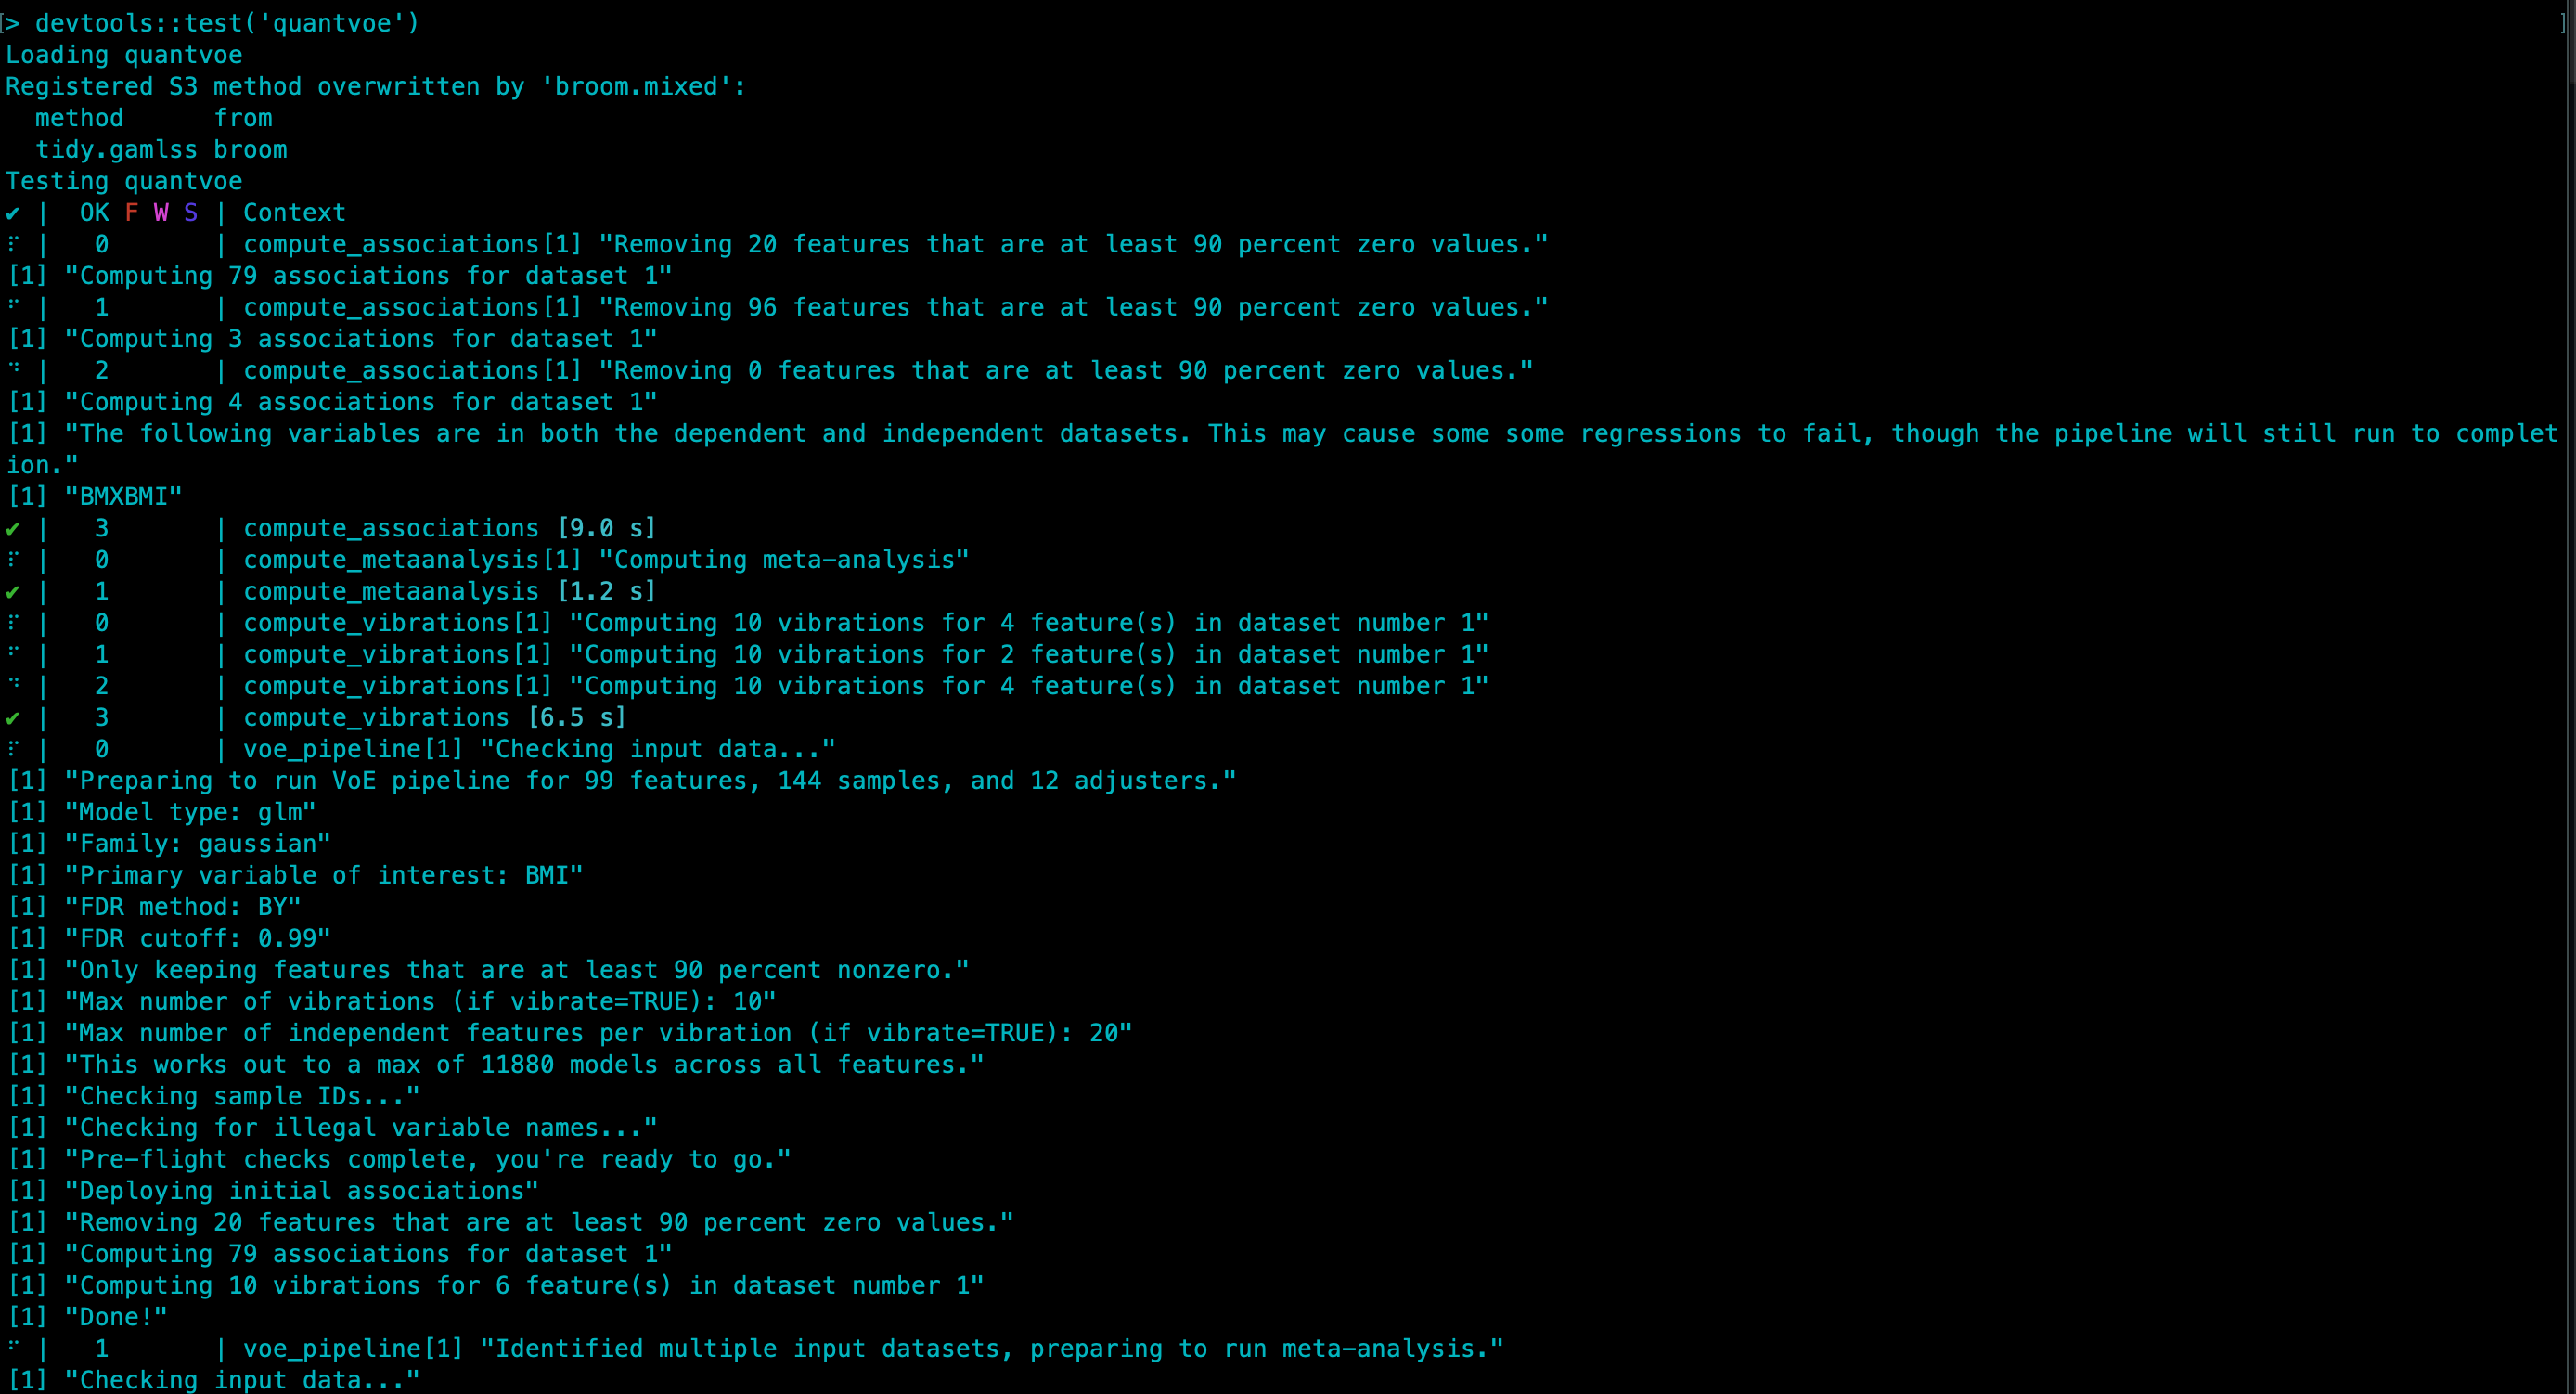 [> devtools::test('quantvoe')                                                                                                                                                ]
Loading quantvoe
Registered S3 method overwritten by 'broom.mixed':
  method      from
  tidy.gamlss broom
Testing quantvoe
✔ |  OK F W S | Context
⠏ |   0       | compute_associations[1] "Removing 20 features that are at least 90 percent zero values."
[1] "Computing 79 associations for dataset 1"
⠋ |   1       | compute_associations[1] "Removing 96 features that are at least 90 percent zero values."
[1] "Computing 3 associations for dataset 1"
⠙ |   2       | compute_associations[1] "Removing 0 features that are at least 90 percent zero values."
[1] "Computing 4 associations for dataset 1"
[1] "The following variables are in both the dependent and independent datasets. This may cause some some regressions to fail, though the pipeline will still run to complet
ion."
[1] "BMXBMI"
✔ |   3       | compute_associations [9.0 s]
⠏ |   0       | compute_metaanalysis[1] "Computing meta-analysis"
✔ |   1       | compute_metaanalysis [1.2 s]
⠏ |   0       | compute_vibrations[1] "Computing 10 vibrations for 4 feature(s) in dataset number 1"
⠋ |   1       | compute_vibrations[1] "Computing 10 vibrations for 2 feature(s) in dataset number 1"
⠙ |   2       | compute_vibrations[1] "Computing 10 vibrations for 4 feature(s) in dataset number 1"
✔ |   3       | compute_vibrations [6.5 s]
⠏ |   0       | voe_pipeline[1] "Checking input data..."
[1] "Preparing to run VoE pipeline for 99 features, 144 samples, and 12 adjusters."
[1] "Model type: glm"
[1] "Family: gaussian"
[1] "Primary variable of interest: BMI"
[1] "FDR method: BY"
[1] "FDR cutoff: 0.99"
[1] "Only keeping features that are at least 90 percent nonzero."
[1] "Max number of vibrations (if vibrate=TRUE): 10"
[1] "Max number of independent features per vibration (if vibrate=TRUE): 20"
[1] "This works out to a max of 11880 models across all features."
[1] "Checking sample IDs..."
[1] "Checking for illegal variable names..."
[1] "Pre-flight checks complete, you're ready to go."
[1] "Deploying initial associations"
[1] "Removing 20 features that are at least 90 percent zero values."
[1] "Computing 79 associations for dataset 1"
[1] "Computing 10 vibrations for 6 feature(s) in dataset number 1"
[1] "Done!"
⠋ |   1       | voe_pipeline[1] "Identified multiple input datasets, preparing to run meta-analysis."
[1] "Checking input data..."